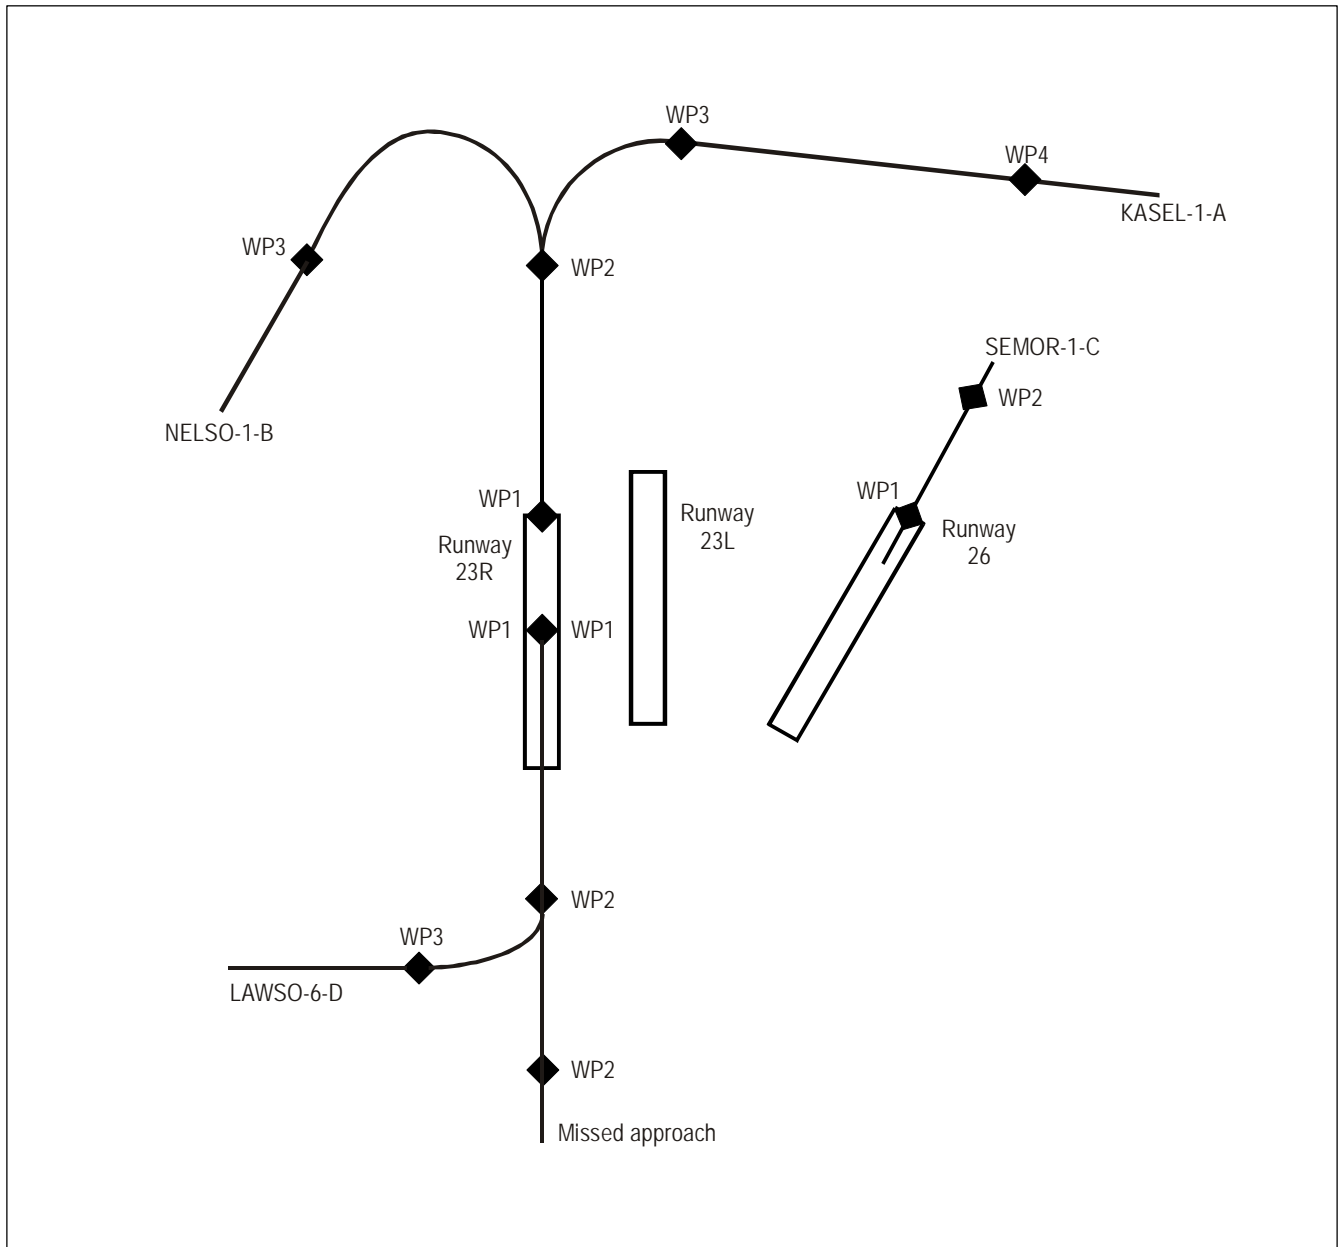 WP3
WP4
KASEL-1-A
WP3
WP2
NELSO-1-B
SEMOR-1-C
WP2
WP1
Runway
23R
Runway
23L
WP1
Runway
26
WP1
WP1
WP2
WP3
LAWSO-6-D
WP2
Missed approach